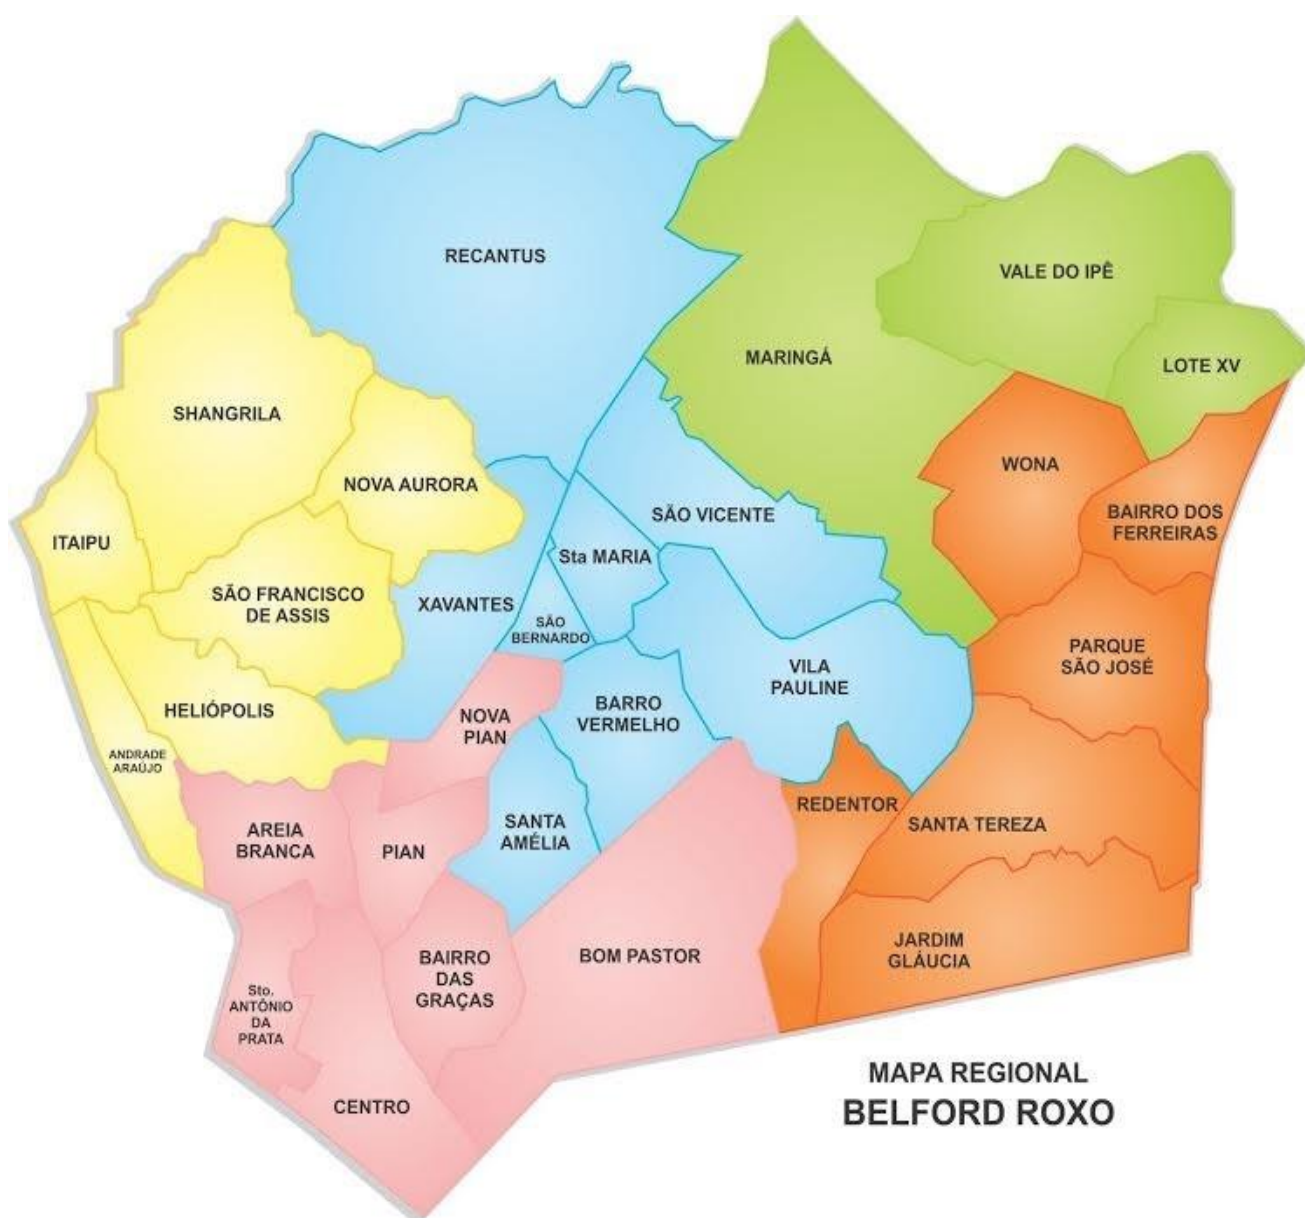 RECANTUS
VALE DO IPÊ
MARINGÁ
LOTE XV
SHANGRILA
NOVA AURORA
WONA
SÃO VICENTE
BAIRRO DOS
FERREIRAS
ITAIPU
Sta MARIA
SÃO FRANCISCO
DE ASSIS
XAVANTES
SÃO
BERNARDO
PARQUE
SÃO JOSÉ
VILA
PAULINE
HELIÓPOLIS
NOVA
PIAN
BARRO
VERMELHO
ANDRADE
ARAÚJO
REDENTOR
SANTA TEREZA
AREIA
BRANCA
PIAN
SANTA
AMÉLIA
JARDIM
GLÁUCIA
BOM PASTOR
BAIRRO
DAS
GRAÇAS
Sto.
ANTÔNIO
DA
PRATA
CENTRO
MAPA REGIONAL
BELFORD ROXO